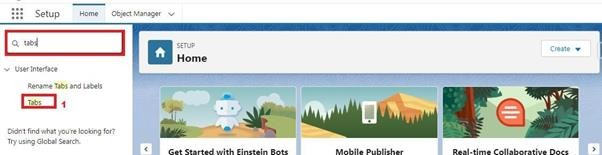 Setup
Home
Object Manager
tabs
User Interface
Rename Tabs and Labels
Tabs
1
Didn't find what you're looking for?
Try using Global Search.
SETUP
Home
Create
Get Started with Einstein Bots
Mobile Publisher
Real-time Collaborative Docs